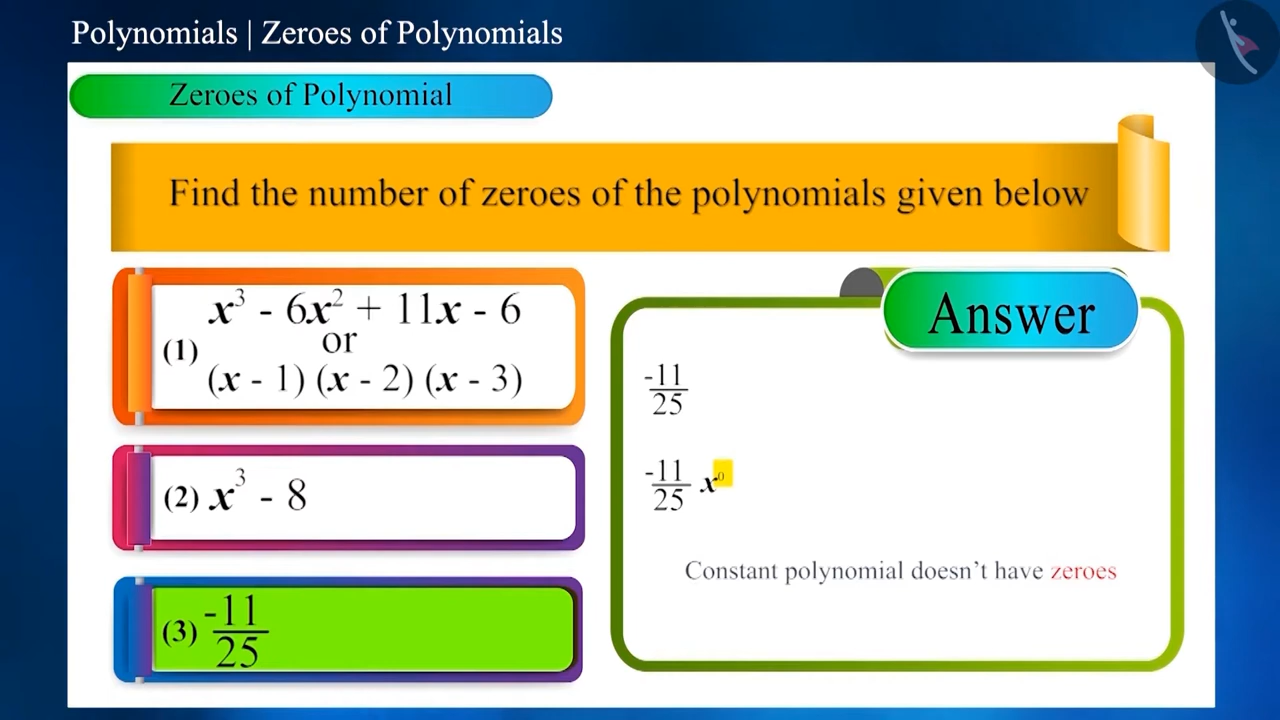 Polynomials | Zeroes of Polynomials
Zeroes of Polynomial
Find the number of zeroes of the polynomials given below
(1) x³ - 6x² + 11x - 6
or
(x - 1) (x - 2) (x - 3)
(2) x³ - 8
(3) -11/25
Answer
-11/25
-11/25 x⁰
Constant polynomial doesn't have zeroes